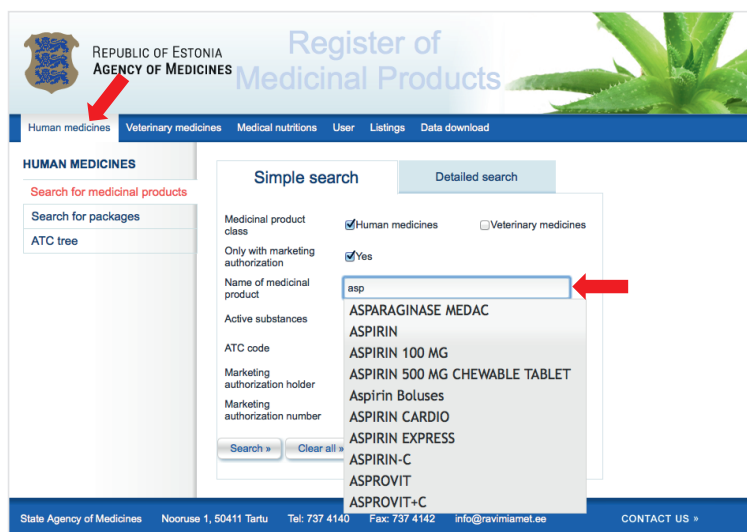 REPUBLIC OF ESTONIA
AGENCY OF MEDICINES
Register of
Medicinal Products
Human medicines Veterinary medicines Medical nutritions User Listings Data download
HUMAN MEDICINES
Search for medicinal products
Search for packages
ATC tree
Simple search
Detailed search
Medicinal product
class
Human medicines
Veterinary medicines
Only with marketing
authorization
Yes
Name of medicinal
product
asp
Active substances
ATC code
Marketing
authorization holder
Marketing
authorization number
ASPARAGINASE MEDAC
ASPIRIN
ASPIRIN 100 MG
ASPIRIN 500 MG CHEWABLE TABLET
Aspirin Boluses
ASPIRIN CARDIO
ASPIRIN EXPRESS
ASPIRIN-C
ASPROVIT
ASPROVIT+C
Search » Clear all »
State Agency of Medicines Nooruse 1, 50411 Tartu Tel: 737 4140 Fax: 737 4142 info@ravimiamet.ee CONTACT US »